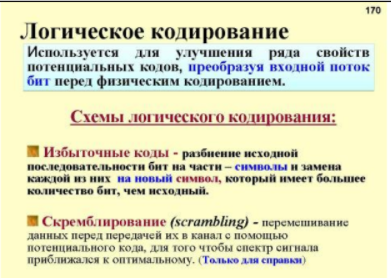 170
Логическое кодирование
Используется для улучшения ряда свойств
потенциальных кодов, преобразуя входной поток
бит перед физическим кодированием.
Схемы логического кодирования:
Избыточные коды - разбиение исходной
последовательности бит на части – символы и замена
каждой из них на новый символ, который имеет большее
количество бит, чем исходный.
Скремблирование (scrambling) - перемешивание
данных перед передачей их в канал с помощью
потенциального кода, для того чтобы спектр сигнала
приближался к оптимальному. (Только для справки)